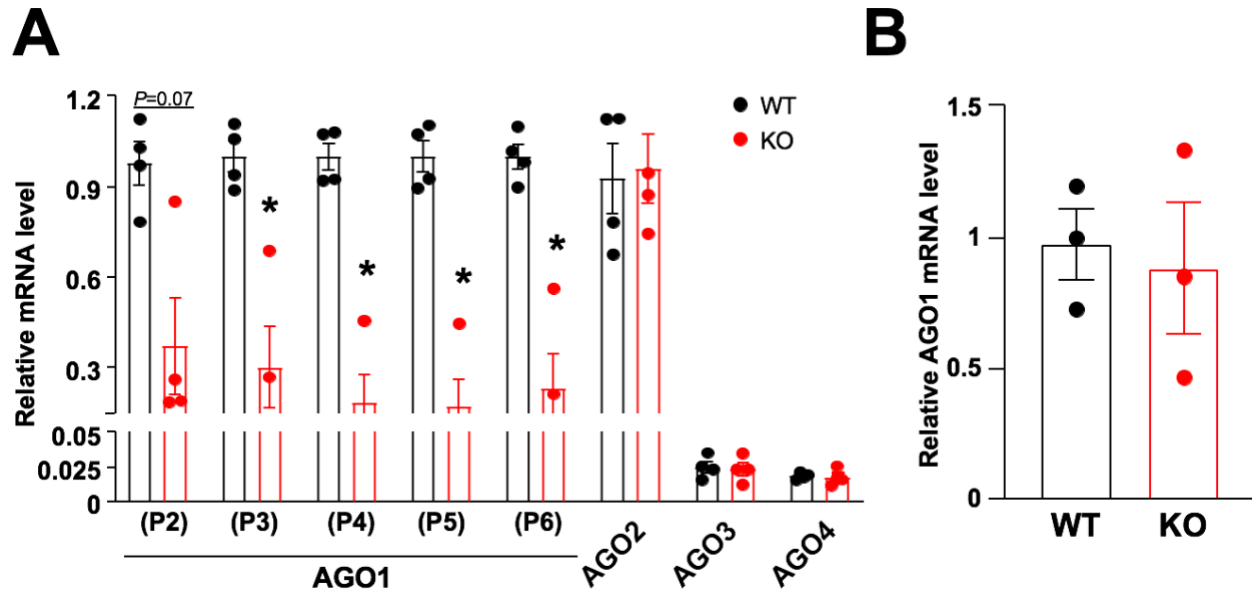 A
B
Relative mRNA level
1.2
0.9
0.6
0.3
0.05
0.025
0
P=0.07
*
*
*
*
WT
KO
(P2)
(P3)
(P4)
(P5)
(P6)
AGO1
AGO2
AGO3
AGO4
Relative AGO1 mRNA level
1.5
1
0.5
0
WT
KO